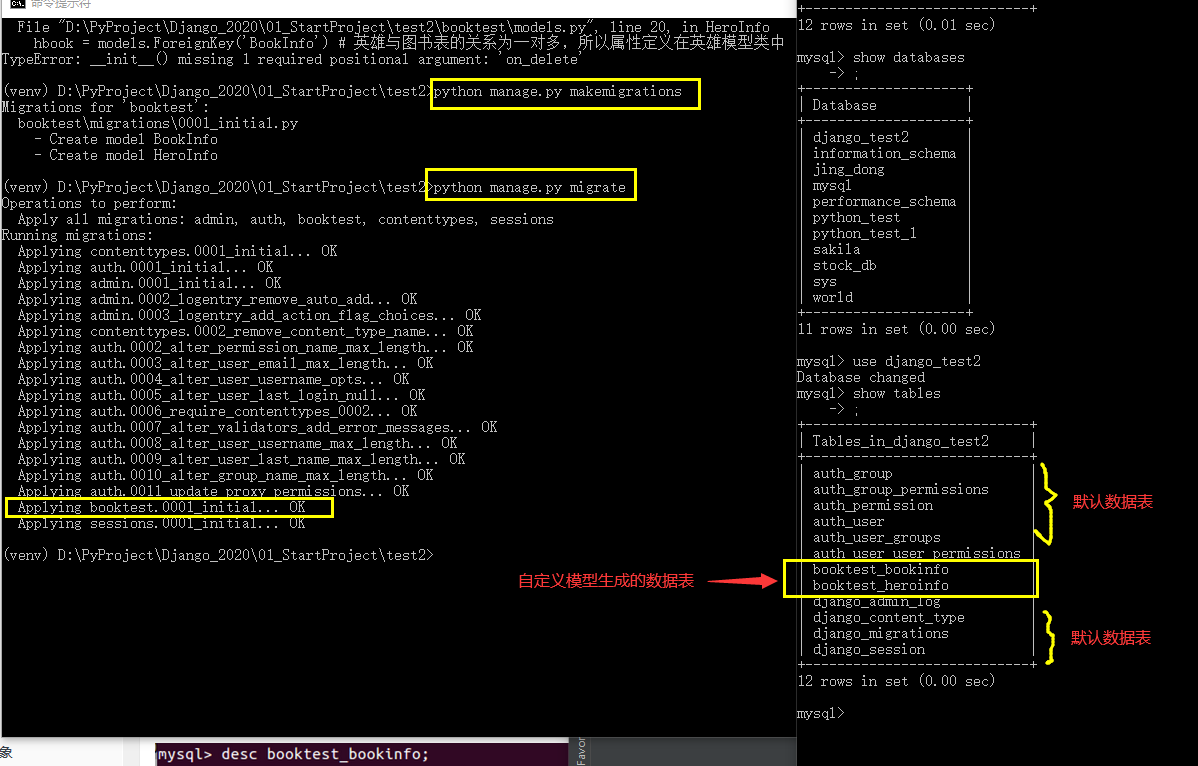 命令提示符
File "D:\PyProject\Django_2020\01_StartProject\test2\booktest\models.py", line 20, in HeroInfo
hbook = models.ForeignKey('BookInfo') # 英雄与图书表的关系为一对多，所以属性定义在英雄模型类中
TypeError: __init__() missing 1 required positional argument: 'on_delete'
(venv) D:\PyProject\Django_2020\01_StartProject\test2>python manage.py makemigrations
Migrations for 'booktest':
booktest\migrations\0001_initial.py
- Create model BookInfo
- Create model HeroInfo
(venv) D:\PyProject\Django_2020\01_StartProject\test2>python manage.py migrate
Operations to perform:
Apply all migrations: admin, auth, booktest, contenttypes, sessions
Running migrations:
Applying contenttypes.0001_initial... OK
Applying auth.0001_initial... OK
Applying admin.0001_initial... OK
Applying admin.0002_logentry_remove_auto_add... OK
Applying admin.0003_logentry_add_action_flag_choices... OK
Applying contenttypes.0002_remove_content_type_name... OK
Applying auth.0002_alter_permission_name_max_length... OK
Applying auth.0003_alter_user_email_max_length... OK
Applying auth.0004_alter_user_username_opts... OK
Applying auth.0005_alter_user_last_login_null... OK
Applying auth.0006_require_contenttypes_0002... OK
Applying auth.0007_alter_validators_add_error_messages... OK
Applying auth.0008_alter_user_username_max_length... OK
Applying auth.0009_alter_user_last_name_max_length... OK
Applying auth.0010_alter_group_name_max_length... OK
Applying auth.0011_update_proxy_permissions... OK
Applying booktest.0001_initial... OK
Applying sessions.0001_initial... OK
(venv) D:\PyProject\Django_2020\01_StartProject\test2>
自定义模型生成的数据表
12 rows in set (0.01 sec)
mysql> show databases
-> ;
Database
django_test2
information_schema
jing_dong
mysql
performance_schema
python_test
python_test_1
sakila
stock_db
sys
world
11 rows in set (0.00 sec)
mysql> use django_test2
Database changed
mysql> show tables
-> ;
Tables_in_django_test2
auth_group
auth_group_permissions
auth_permission
auth_user
auth_user_groups
auth_user_user_permissions
booktest_bookinfo
booktest_heroinfo
django_admin_log
django_content_type
django_migrations
django_session
12 rows in set (0.00 sec)
mysql>
默认数据表
默认数据表
象
mysql> desc booktest_bookinfo;
Favor